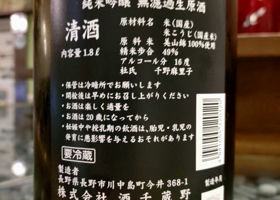 純米吟醸 無濾過生原酒
清酒
内容量 1.8ℓ
原材料名 米(国産)
米こうじ(国産米)
原料米 美山錦100%使用
精米歩合 49%
アルコール分 16度
杜氏 千野麻里子
・保管は冷暗所でお願いします
・開栓後は早めにお召し上がりください
・お酒は楽しく適量を
・お酒は20歳になってから
・妊娠中や授乳期の飲酒は、胎児・乳児の
発育に悪影響を与えるおそれがあります
要冷蔵
製造者
長野県長野市川中島町今井368-1
株式会社 酒千蔵野
製造年月